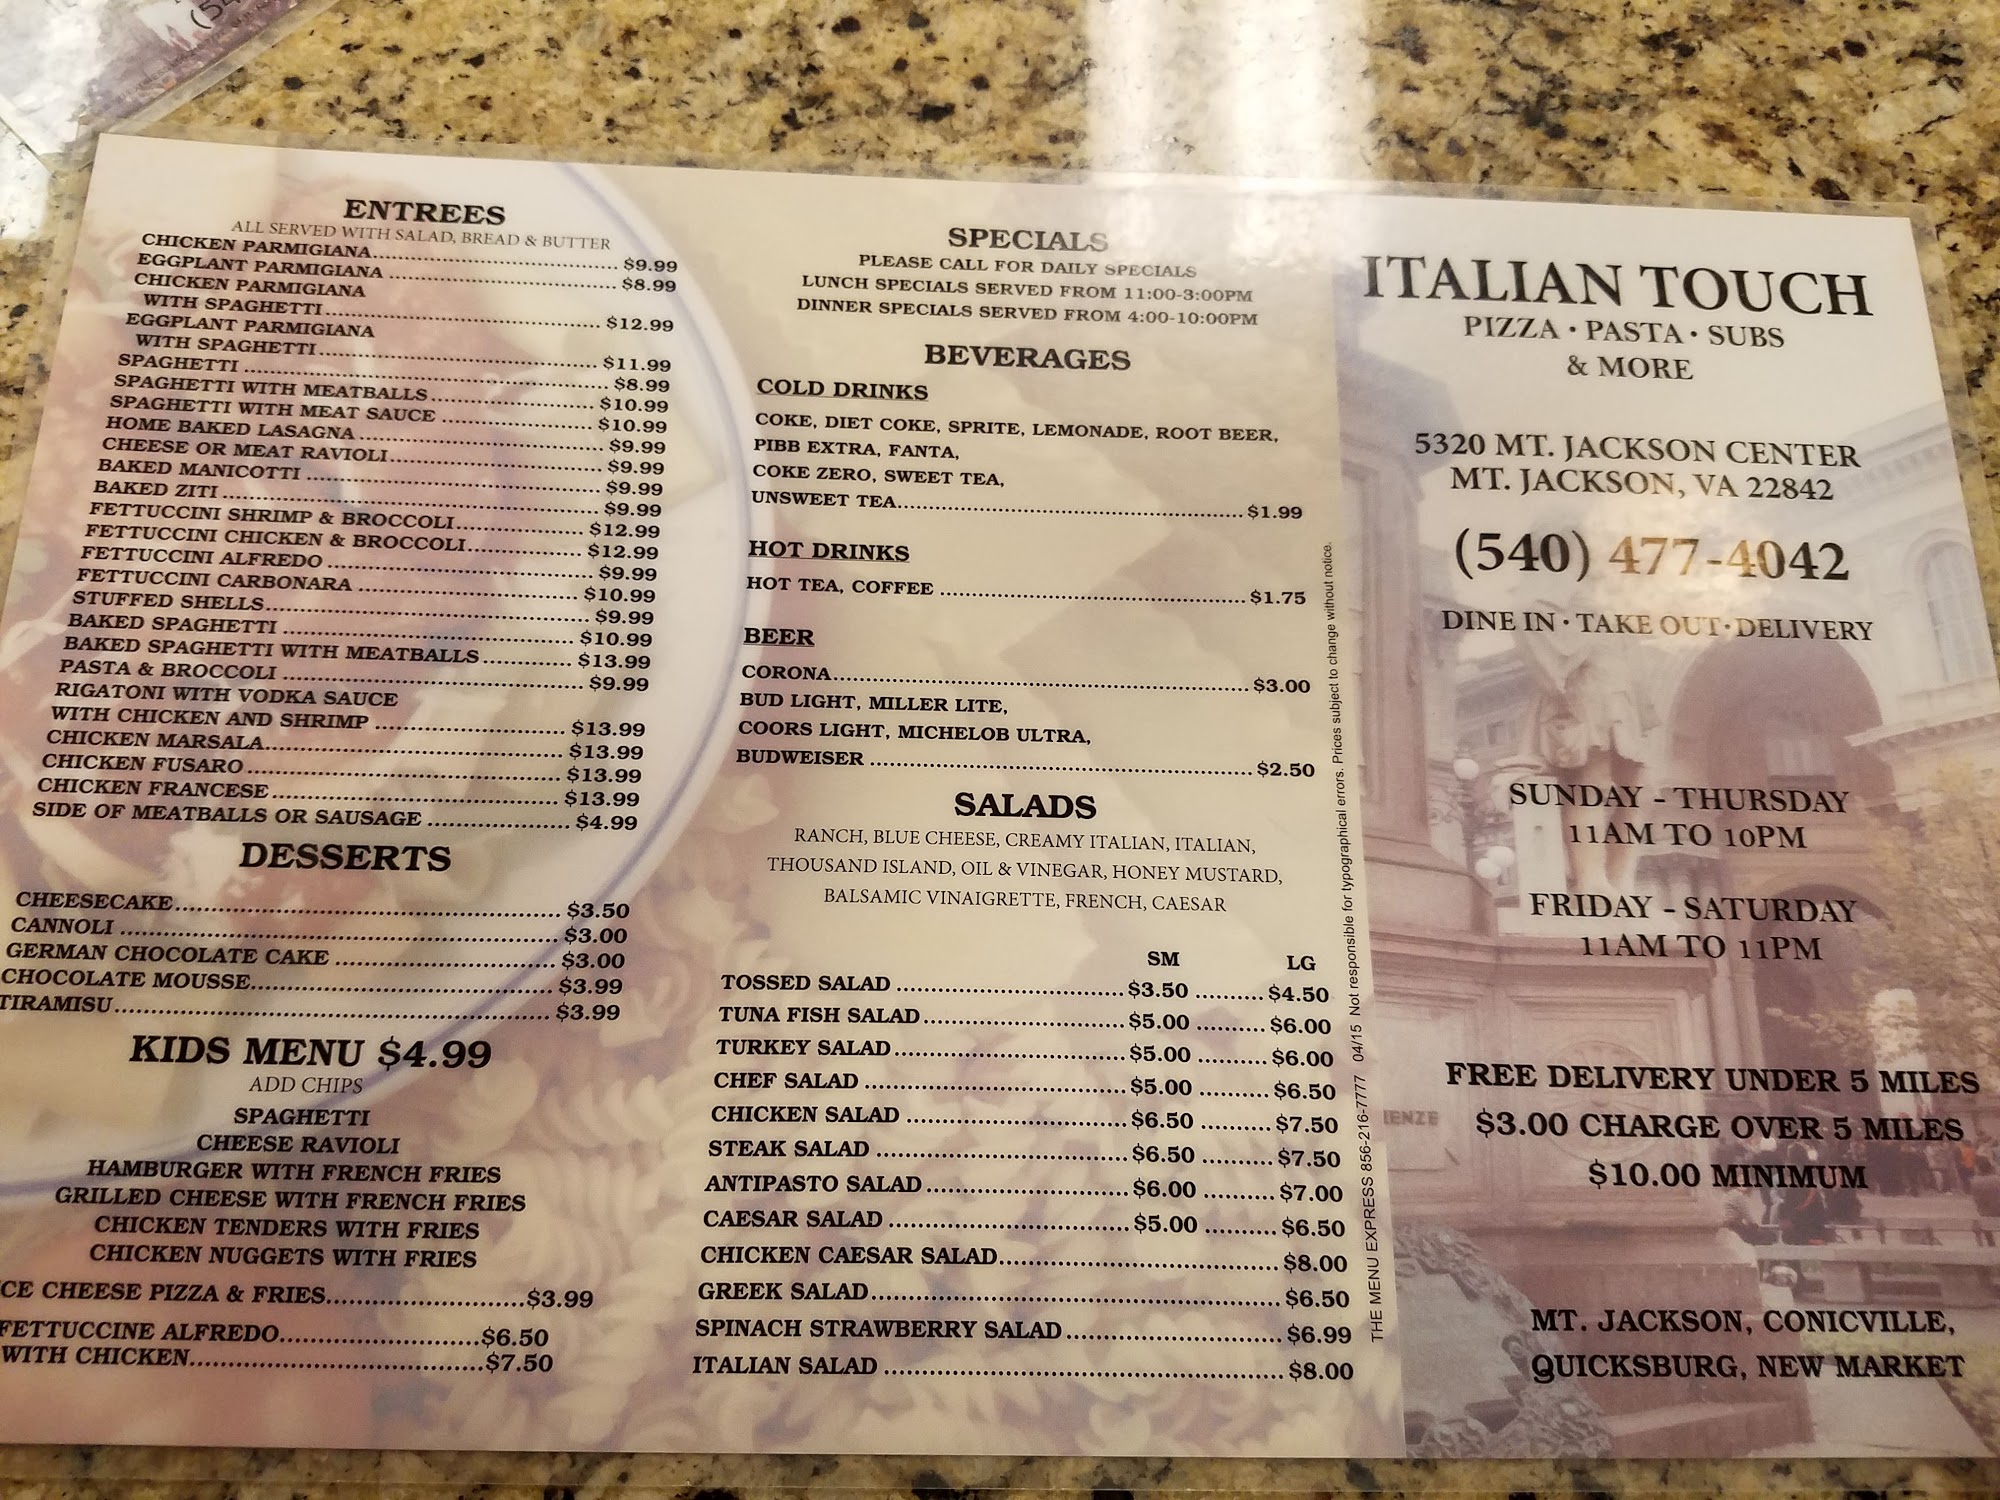 ENTREES
ALL SERVED WITH SALAD, BREAD & BUTTER
CHICKEN PARMIGIANA $9.99
EGGPLANT PARMIGIANA $8.99
CHICKEN PARMIGIANA
WITH SPAGHETTI $12.99
EGGPLANT PARMIGIANA
WITH SPAGHETTI $11.99
SPAGHETTI $8.99
SPAGHETTI WITH MEATBALLS $10.99
SPAGHETTI WITH MEAT SAUCE $10.99
HOME BAKED LASAGNA $9.99
CHEESE OR MEAT RAVIOLI $9.99
BAKED MANICOTTI $9.99
BAKED ZITI $9.99
FETTUCCINI SHRIMP & BROCCOLI $12.99
FETTUCCINI CHICKEN & BROCCOLI $12.99
FETTUCCINI ALFREDO $9.99
FETTUCCINI CARBONARA $10.99
STUFFED SHELLS $9.99
BAKED SPAGHETTI $10.99
BAKED SPAGHETTI WITH MEATBALLS $13.99
PASTA & BROCCOLI $9.99
RIGATONI WITH VODKA SAUCE
WITH CHICKEN AND SHRIMP $13.99
CHICKEN MARSALA $13.99
CHICKEN FUSARO $13.99
CHICKEN FRANCESE $13.99
SIDE OF MEATBALLS OR SAUSAGE $4.99
DESSERTS
CHEESECAKE $3.50
CANNOLI $3.00
GERMAN CHOCOLATE CAKE $3.00
CHOCOLATE MOUSSE $3.99
TIRAMISU $3.99
KIDS MENU $4.99
ADD CHIPS
SPAGHETTI
CHEESE RAVIOLI
HAMBURGER WITH FRENCH FRIES
GRILLED CHEESE WITH FRENCH FRIES
CHICKEN TENDERS WITH FRIES
CHICKEN NUGGETS WITH FRIES
CE CHEESE PIZZA & FRIES $3.99
FETTUCCINE ALFREDO $6.50
WITH CHICKEN $7.50
SPECIALS
PLEASE CALL FOR DAILY SPECIALS
LUNCH SPECIALS SERVED FROM 11:00-3:00PM
DINNER SPECIALS SERVED FROM 4:00-10:00PM
BEVERAGES
COLD DRINKS
COKE, DIET COKE, SPRITE, LEMONADE, ROOT BEER,
PIBB EXTRA, FANTA,
COKE ZERO, SWEET TEA,
UNSWEET TEA $1.99
HOT DRINKS
HOT TEA, COFFEE $1.75
BEER
CORONA $3.00
BUD LIGHT, MILLER LITE,
COORS LIGHT, MICHELOB ULTRA,
BUDWEISER $2.50
SALADS
RANCH, BLUE CHEESE, CREAMY ITALIAN, ITALIAN,
THOUSAND ISLAND, OIL & VINEGAR, HONEY MUSTARD,
BALSAMIC VINAIGRETTE, FRENCH, CAESAR
SM LG
TOSSED SALAD $3.50 $4.50
TUNA FISH SALAD $5.00 $6.00
TURKEY SALAD $5.00 $6.00
CHEF SALAD $5.00 $6.50
CHICKEN SALAD $6.50 $7.50
STEAK SALAD $6.50 $7.50
ANTIPASTO SALAD $6.00 $7.00
CAESAR SALAD $5.00 $6.50
CHICKEN CAESAR SALAD $8.00
GREEK SALAD $6.50
SPINACH STRAWBERRY SALAD $6.99
ITALIAN SALAD $8.00
THE MENU EXPRESS 856-216-7777 04/15 Not responsible for typographical errors. Prices subject to change without notice.
ITALIAN TOUCH
PIZZA · PASTA · SUBS
& MORE
5320 MT. JACKSON CENTER
MT. JACKSON, VA 22842
(540) 477-4042
DINE IN · TAKE OUT · DELIVERY
SUNDAY - THURSDAY
11AM TO 10PM
FRIDAY - SATURDAY
11AM TO 11PM
FREE DELIVERY UNDER 5 MILES
$3.00 CHARGE OVER 5 MILES
$10.00 MINIMUM
IENZE
MT. JACKSON, CONICVILLE,
QUICKSBURG, NEW MARKET
(54